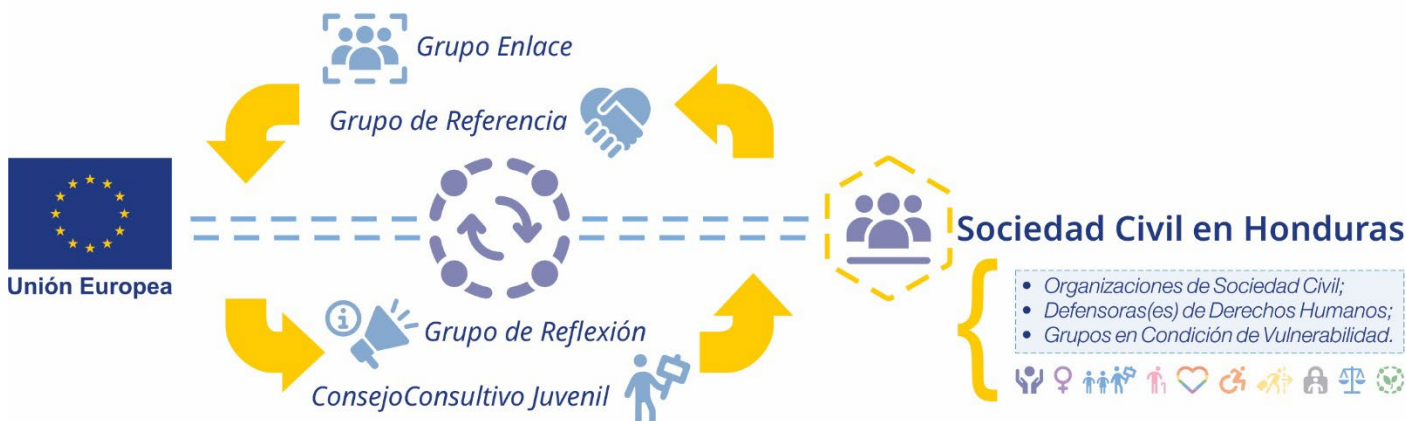 Grupo Enlace
Grupo de Referencia
Unión Europea
Sociedad Civil en Honduras
• Organizaciones de Sociedad Civil;
• Defensoras(es) de Derechos Humanos;
• Grupos en Condición de Vulnerabilidad.
Grupo de Reflexión
ConsejoConsultivo Juvenil